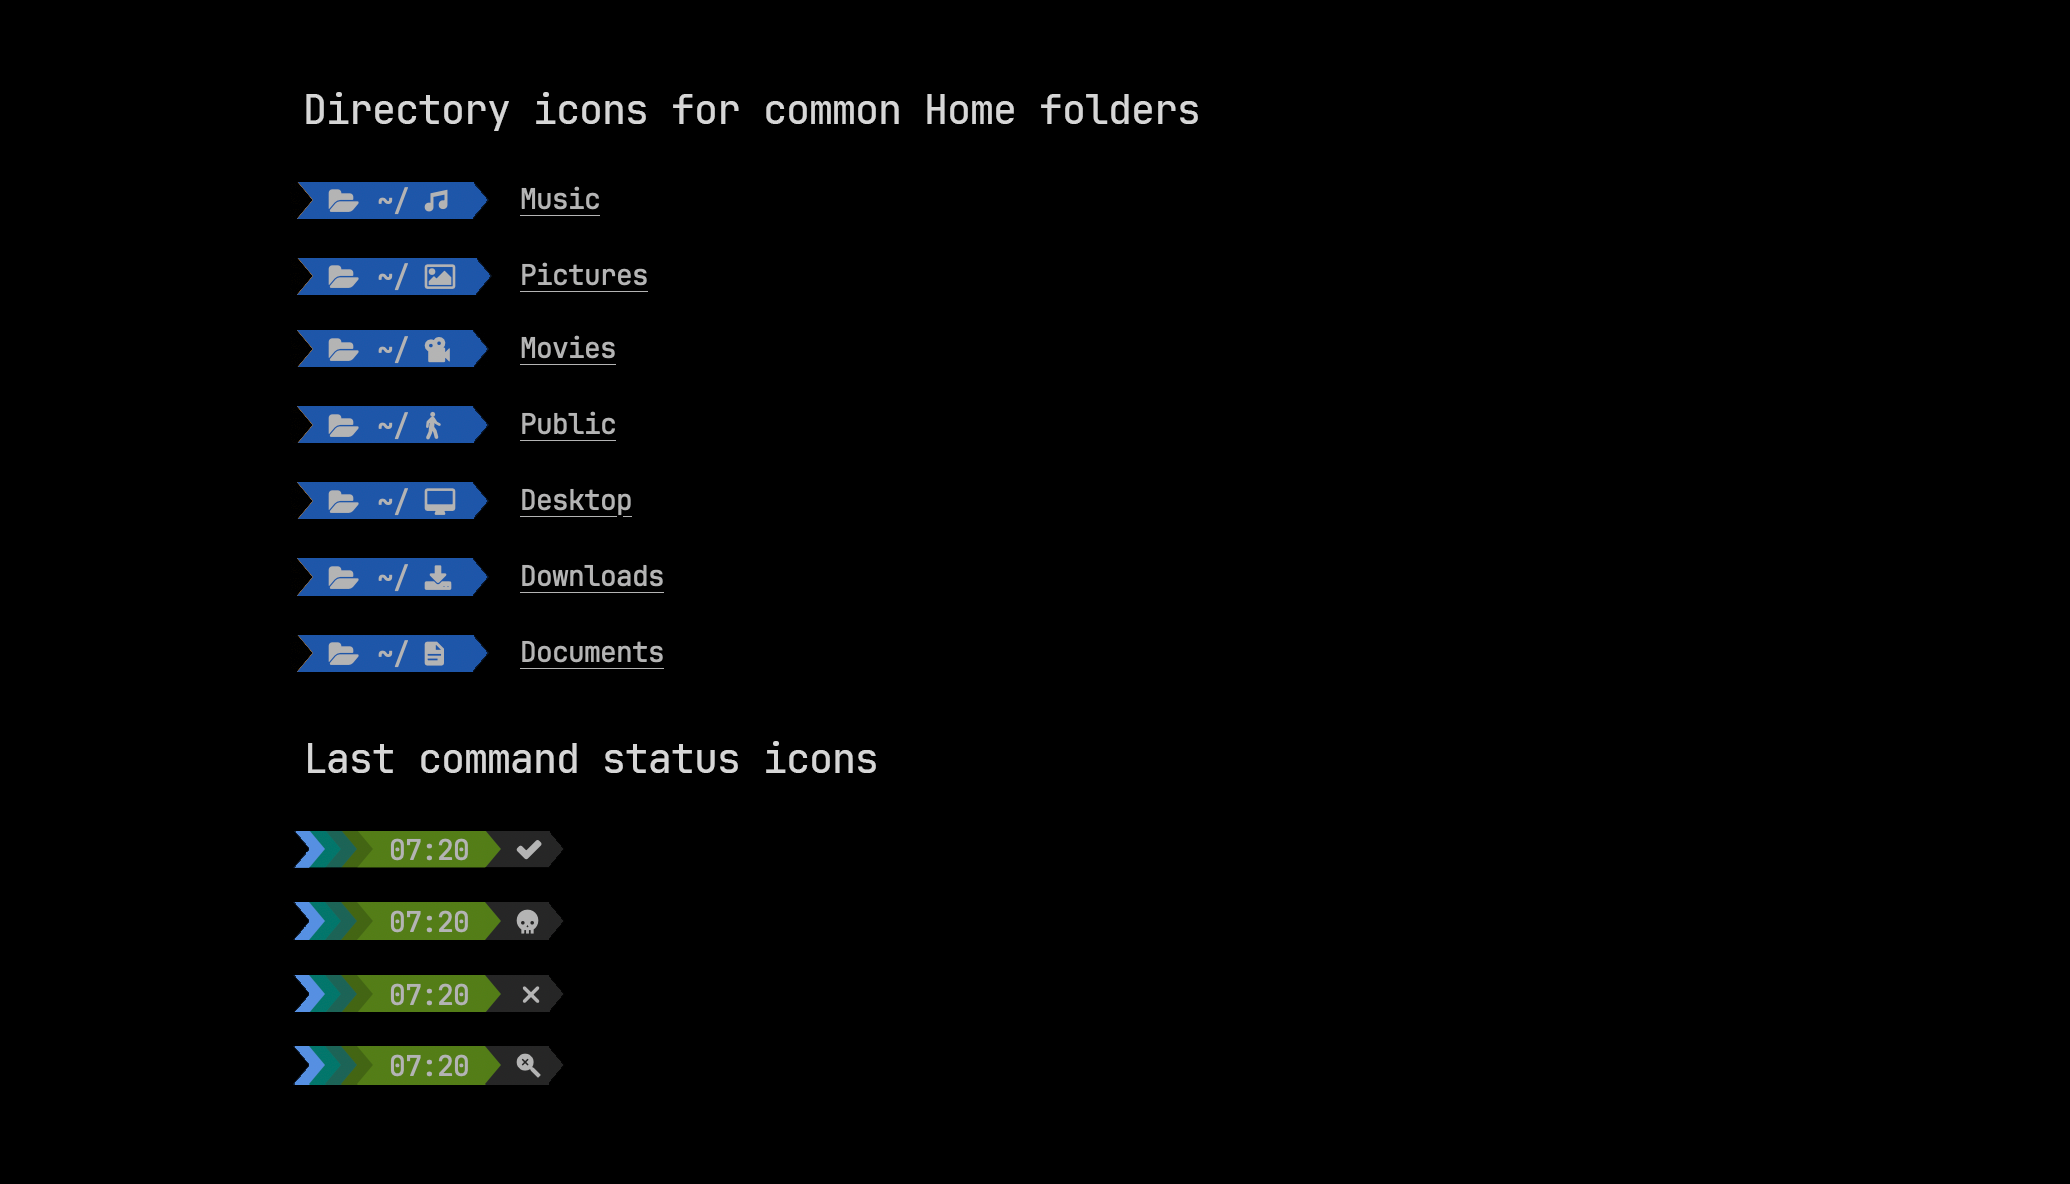 Directory icons for common Home folders
~/ Music
~/ Pictures
~/ Movies
~/ Public
~/ Desktop
~/ Downloads
~/ Documents
Last command status icons
07:20
07:20
07:20
07:20